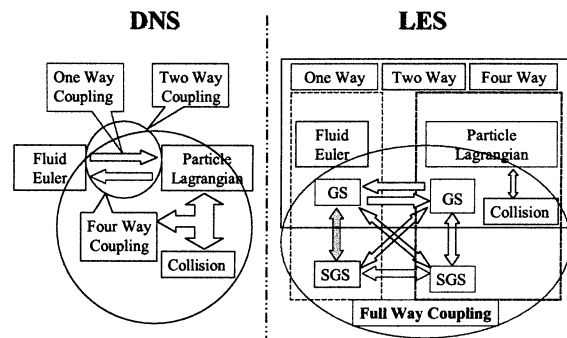 DNS
LES
One Way
Coupling
Two Way
Coupling
Fluid
Euler
Particle
Lagrangian
Four Way
Coupling
Collision
One Way
Two Way
Four Way
Fluid
Euler
Particle
Lagrangian
GS
GS
Collision
SGS
SGS
Full Way Coupling